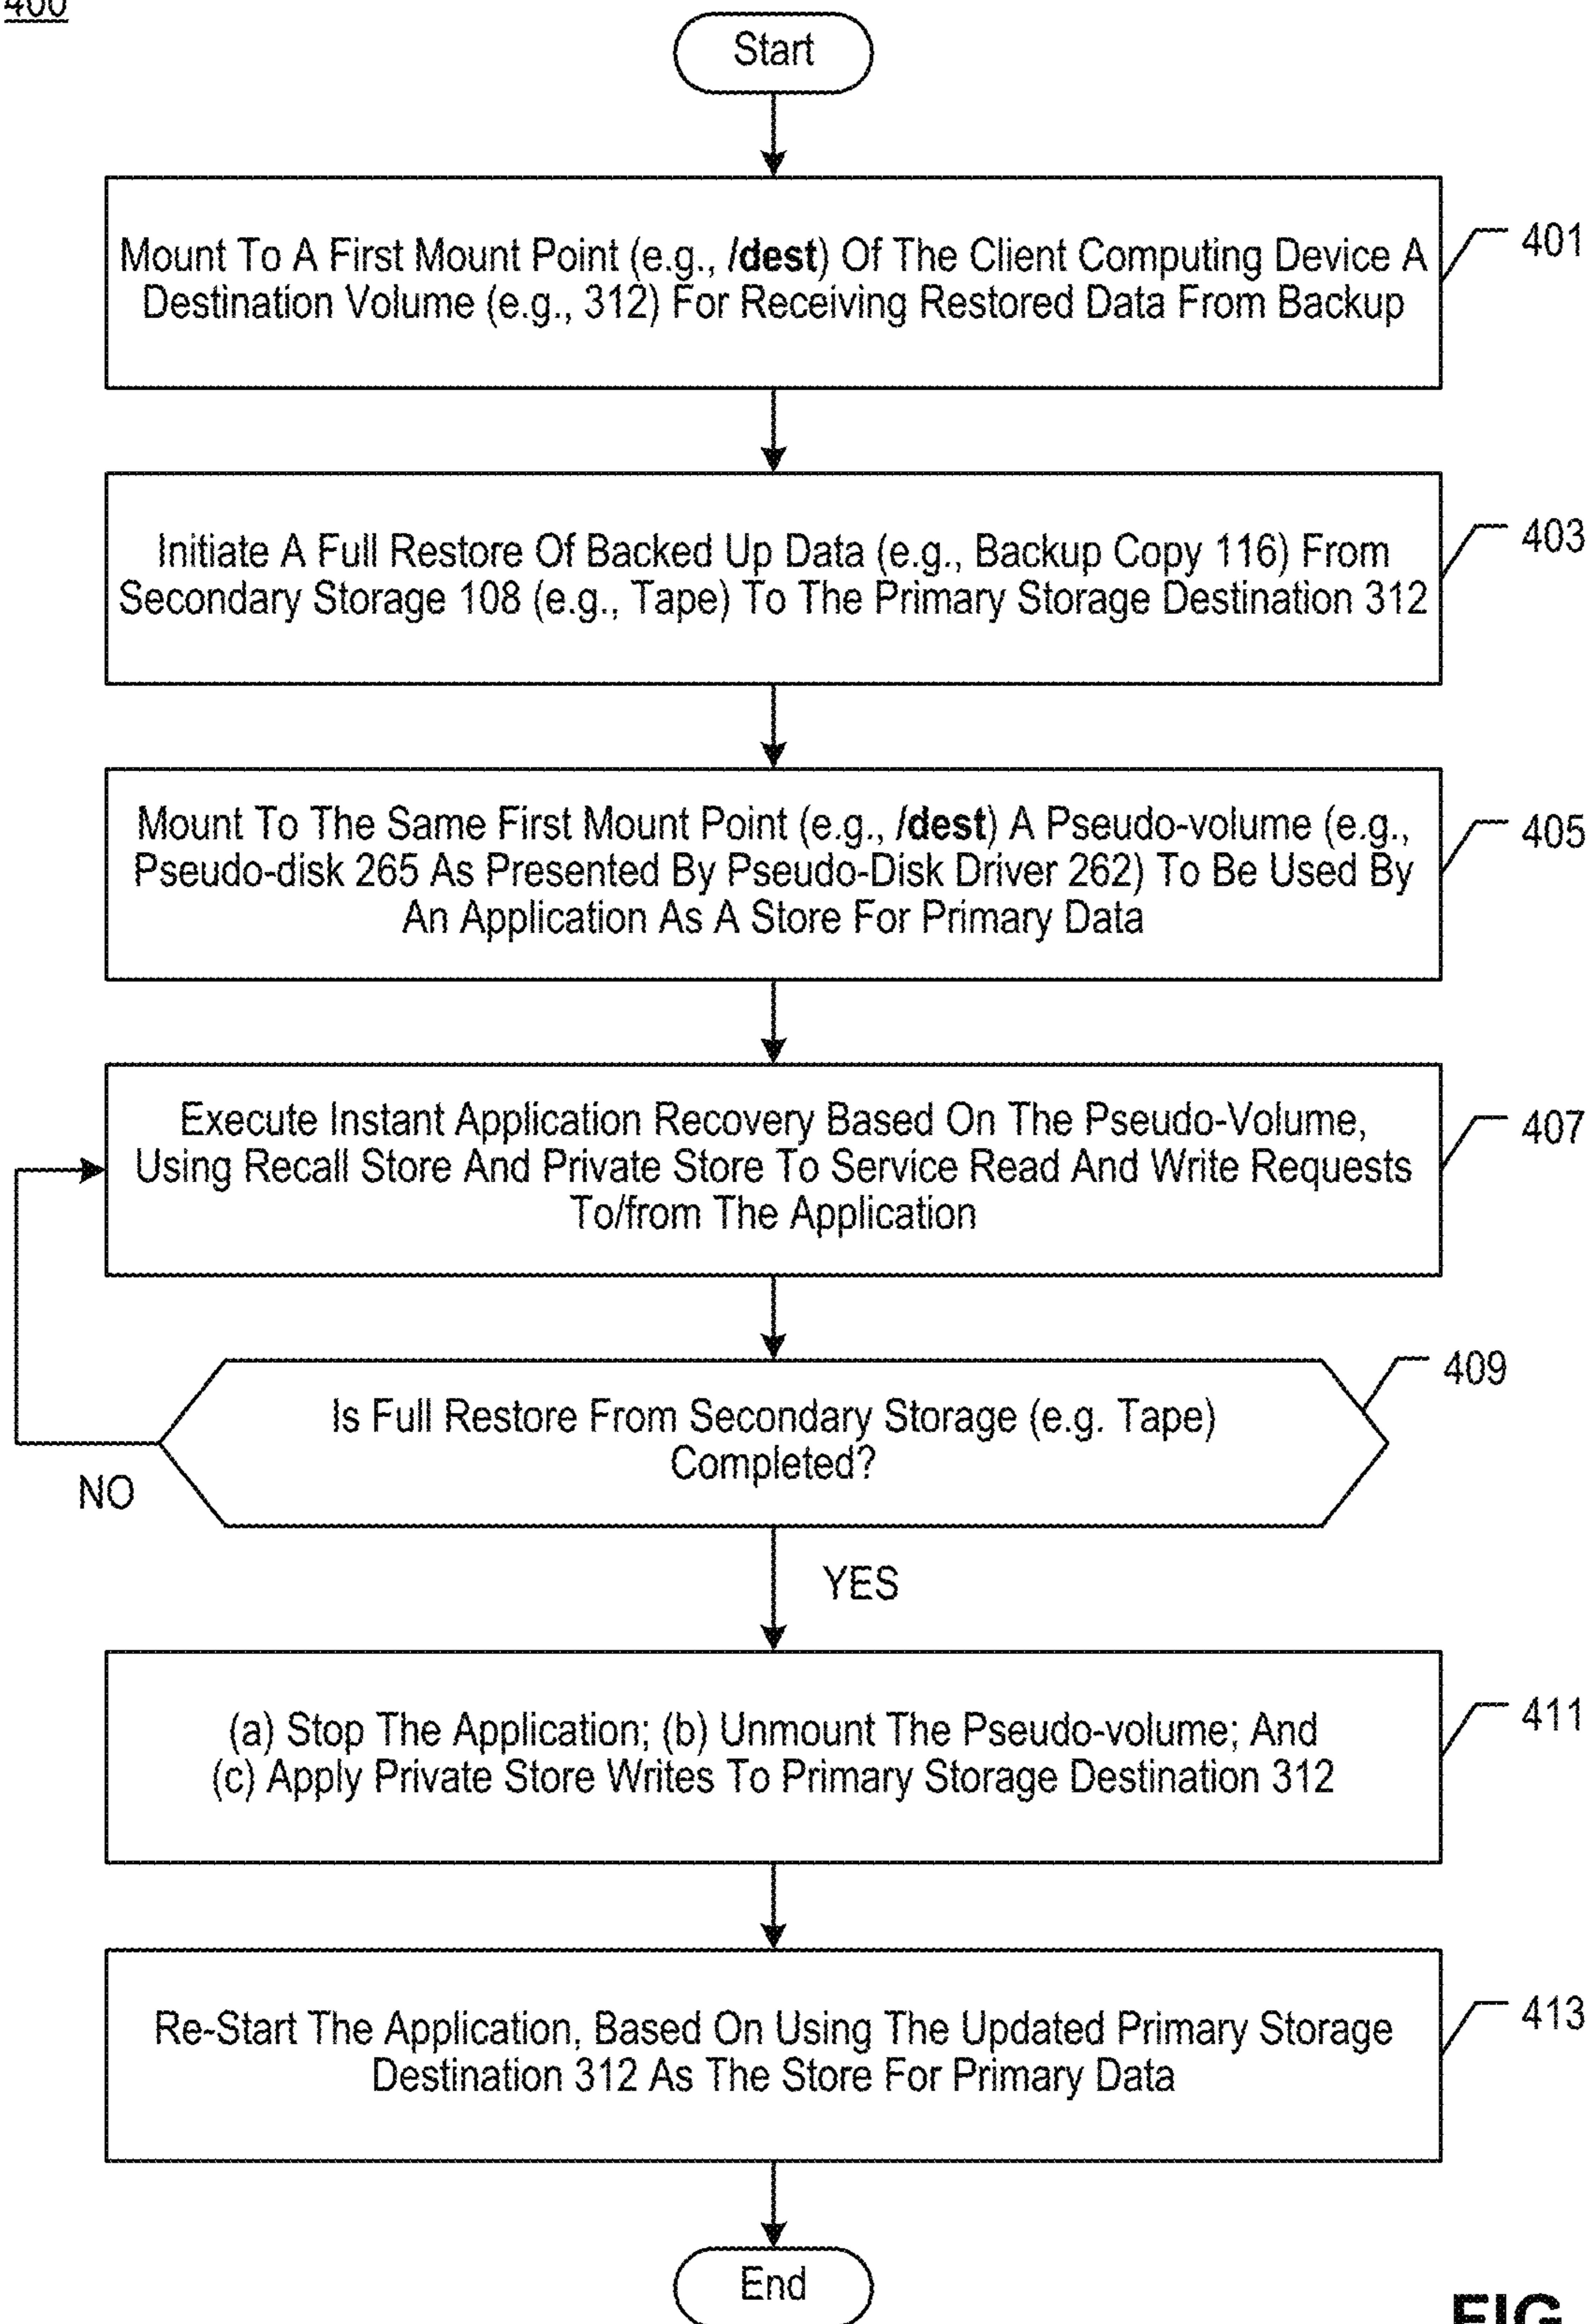 400
Start
Mount To A First Mount Point (e.g., /dest) Of The Client Computing Device A
Destination Volume (e.g., 312) For Receiving Restored Data From Backup
401
Initiate A Full Restore Of Backed Up Data (e.g., Backup Copy 116) From
Secondary Storage 108 (e.g., Tape) To The Primary Storage Destination 312
403
Mount To The Same First Mount Point (e.g., /dest) A Pseudo-volume (e.g.,
Pseudo-disk 265 As Presented By Pseudo-Disk Driver 262) To Be Used By
An Application As A Store For Primary Data
405
Execute Instant Application Recovery Based On The Pseudo-Volume,
Using Recall Store And Private Store To Service Read And Write Requests
To/from The Application
407
Is Full Restore From Secondary Storage (e.g. Tape)
Completed?
409
NO
YES
(a) Stop The Application; (b) Unmount The Pseudo-volume; And
(c) Apply Private Store Writes To Primary Storage Destination 312
411
Re-Start The Application, Based On Using The Updated Primary Storage
Destination 312 As The Store For Primary Data
413
End
FIG